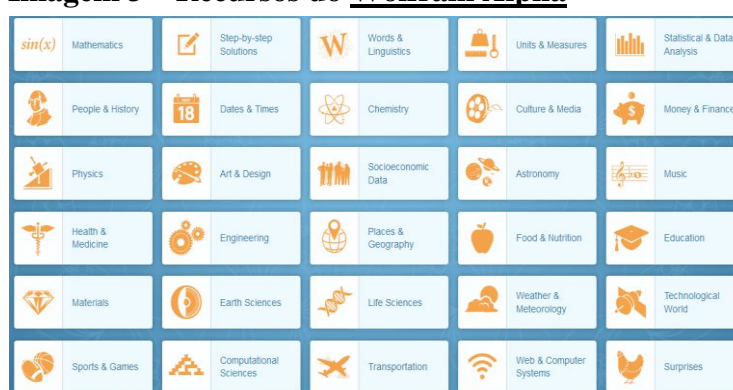 Imagem 3 – Recursos do Wolfram Alpha
sin(x) Mathematics
Step-by-step
Solutions
W Words &
Linguistics
Units & Measures
Statistical & Data
Analysis
People & History
18 Dates & Times
Chemistry
Culture & Media
Money & Finance
Physics
Art & Design
Socioeconomic
Data
Astronomy
Music
Health &
Medicine
Engineering
Places &
Geography
Food & Nutrition
Education
Materials
Earth Sciences
Life Sciences
Weather &
Meteorology
Technological
World
Sports & Games
Computational
Sciences
Transportation
Web & Computer
Systems
Surprises